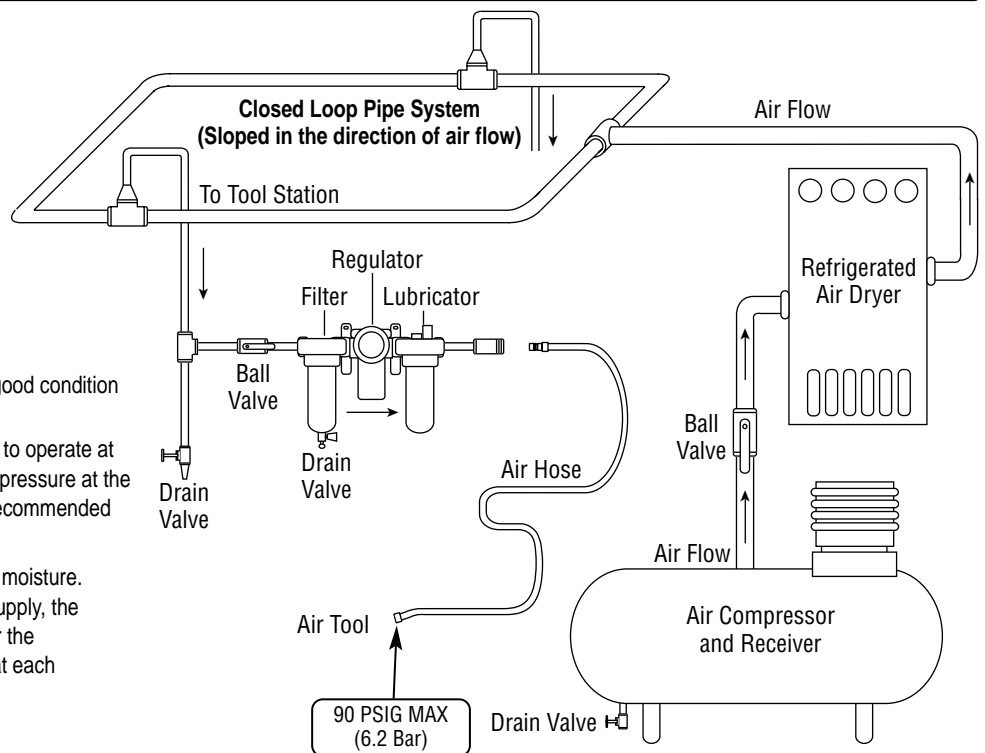 Closed Loop Pipe System
(Sloped in the direction of air flow)
Air Flow
To Tool Station
Regulator
Filter
Lubricator
Refrigerated
Air Dryer
Ball
Valve
Drain
Valve
Drain
Valve
Air Hose
Ball
Valve
Air Flow
Air Tool
Air Compressor
and Receiver
90 PSIG MAX
(6.2 Bar)
Drain Valve
good condition
to operate at
pressure at the
recommended
moisture.
supply, the
the
at each